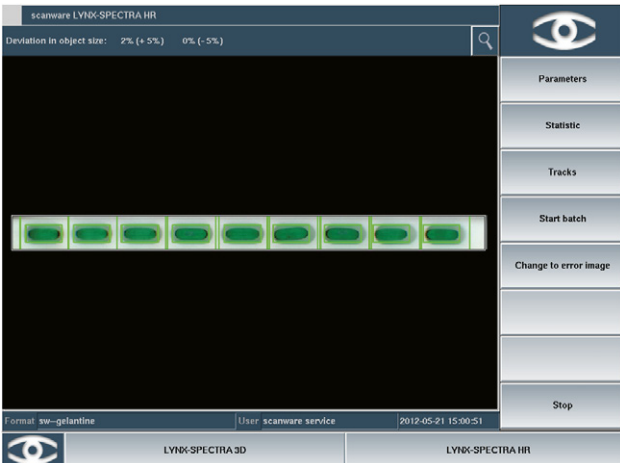 scanware LYNX-SPECTRA HR
Deviation in object size: 2% (+ 5%) 0% (- 5%)
Parameters
Statistic
Tracks
Start batch
Change to error image
Stop
Format sw--gelantine User scanware service 2012-05-21 15:00:51
LYNX-SPECTRA 3D LYNX-SPECTRA HR